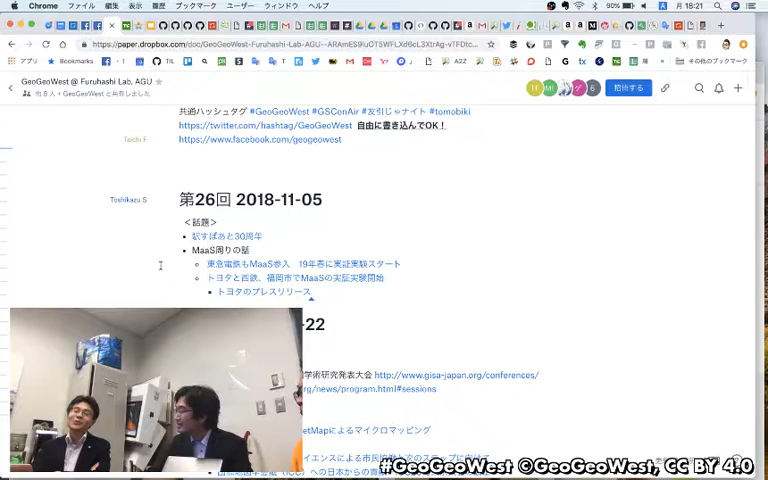 Chrome ファイル 編集 表示 履歴 ブックマーク ユーザー ウィンドウ ヘルプ
90% 月 18:21
https://paper.dropbox.com/doc/GeoGeoWest-Furuhashi-Lab-AGU
アプリ Bookmarks TIL その他のブックマーク
GeoGeoWest @ Furuhashi Lab, AGU
他 8 人 • GeoGeoWest と共有しました
6 招待する
共通ハッシュタグ #GeoGeoWest #GSConAir #友引じゃナイト #tomobiki
https://twitter.com/hashtag/GeoGeoWest 自由に書き込んでOK！
Taichi F https://www.facebook.com/geogeowest
Toshikazu S 第26回 2018-11-05
＜話題＞
駅すぱあと30周年
MaaS周りの話
東急電鉄もMaaS参入 19年春に実証実験スタート
トヨタと西鉄、福岡市でMaaSの実証実験開始
トヨタのプレスリリース
-22
学術研究発表大会 http://www.gisa-japan.org/conferences/
rg/news/program.html#sessions
etMapによるマイクロマッピング
#GeoGeoWest ©GeoGeoWest, CC BY 4.0